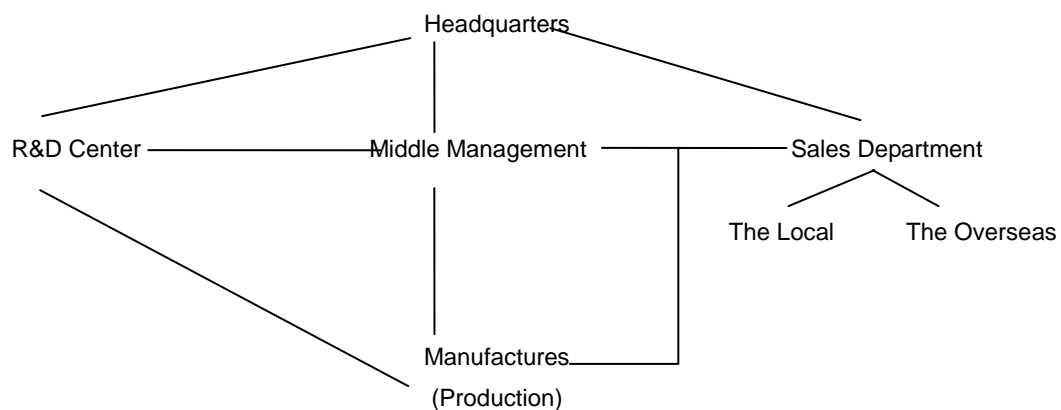 Headquarters
R&D Center
Middle Management
Sales Department
The Local
The Overseas
Manufactures
(Production)